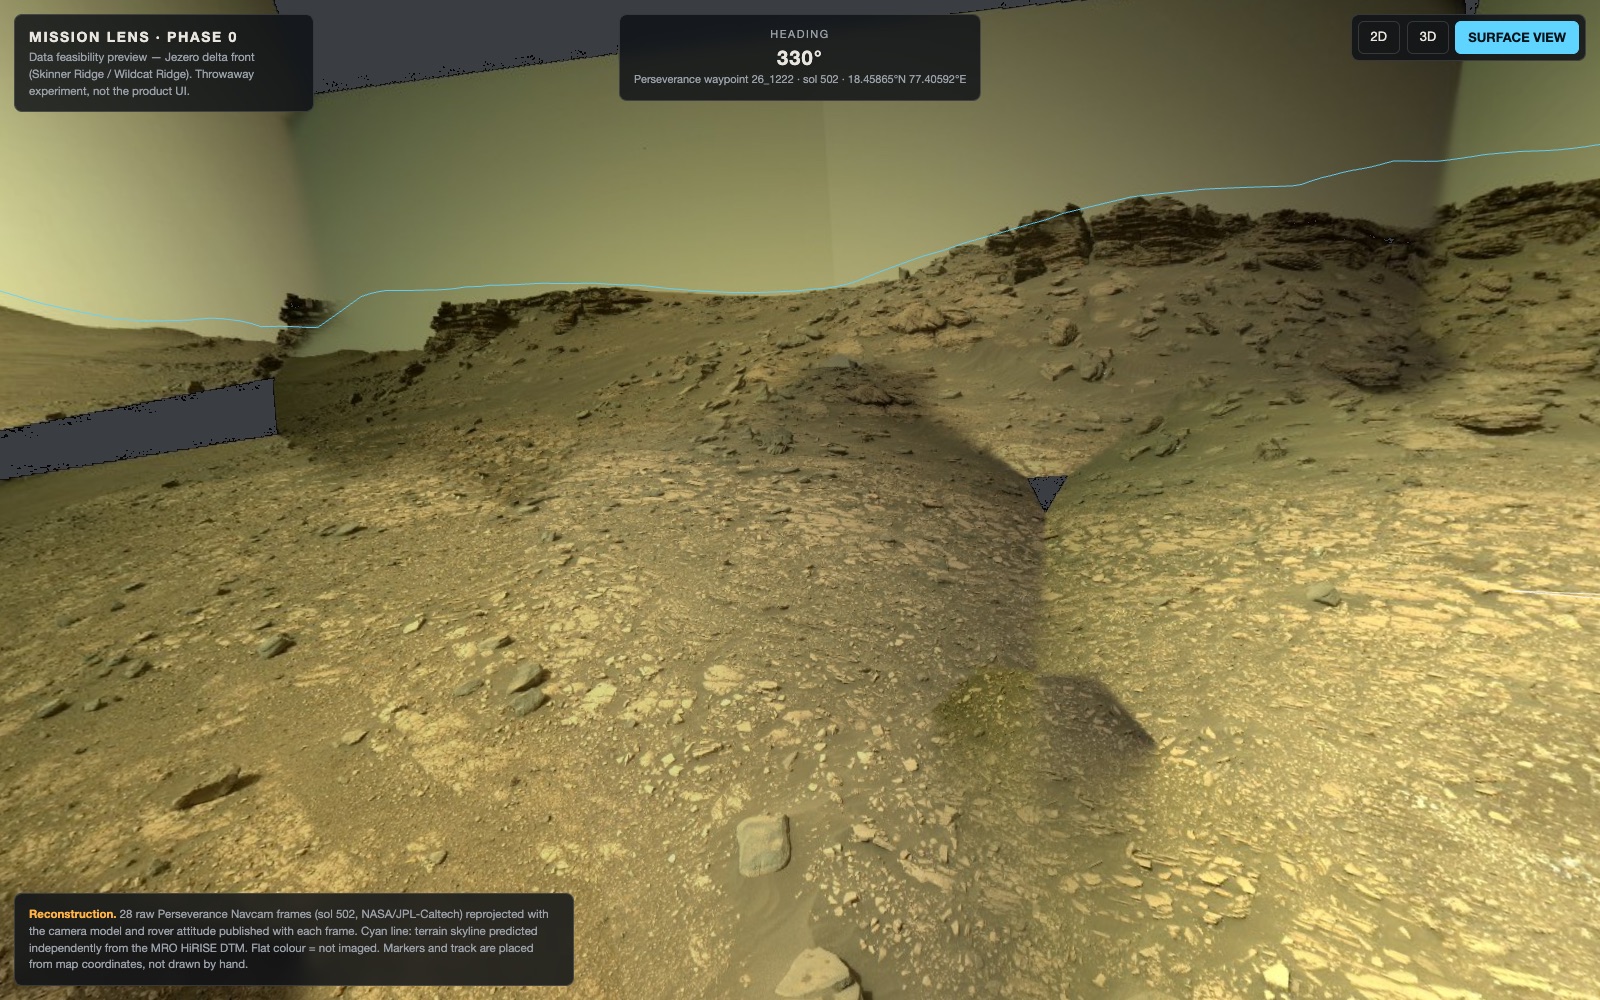 MISSION LENS · PHASE 0
Data feasibility preview — Jezero delta front
(Skinner Ridge / Wildcat Ridge). Throwaway
experiment, not the product UI.
HEADING
330°
Perseverance waypoint 26_1222 · sol 502 · 18.45865°N 77.40592°E
2D
3D
SURFACE VIEW
Reconstruction. 28 raw Perseverance Navcam frames (sol 502, NASA/JPL-Caltech) reprojected with
the camera model and rover attitude published with each frame. Cyan line: terrain skyline predicted
independently from the MRO HiRISE DTM. Flat colour = not imaged. Markers and track are placed
from map coordinates, not drawn by hand.